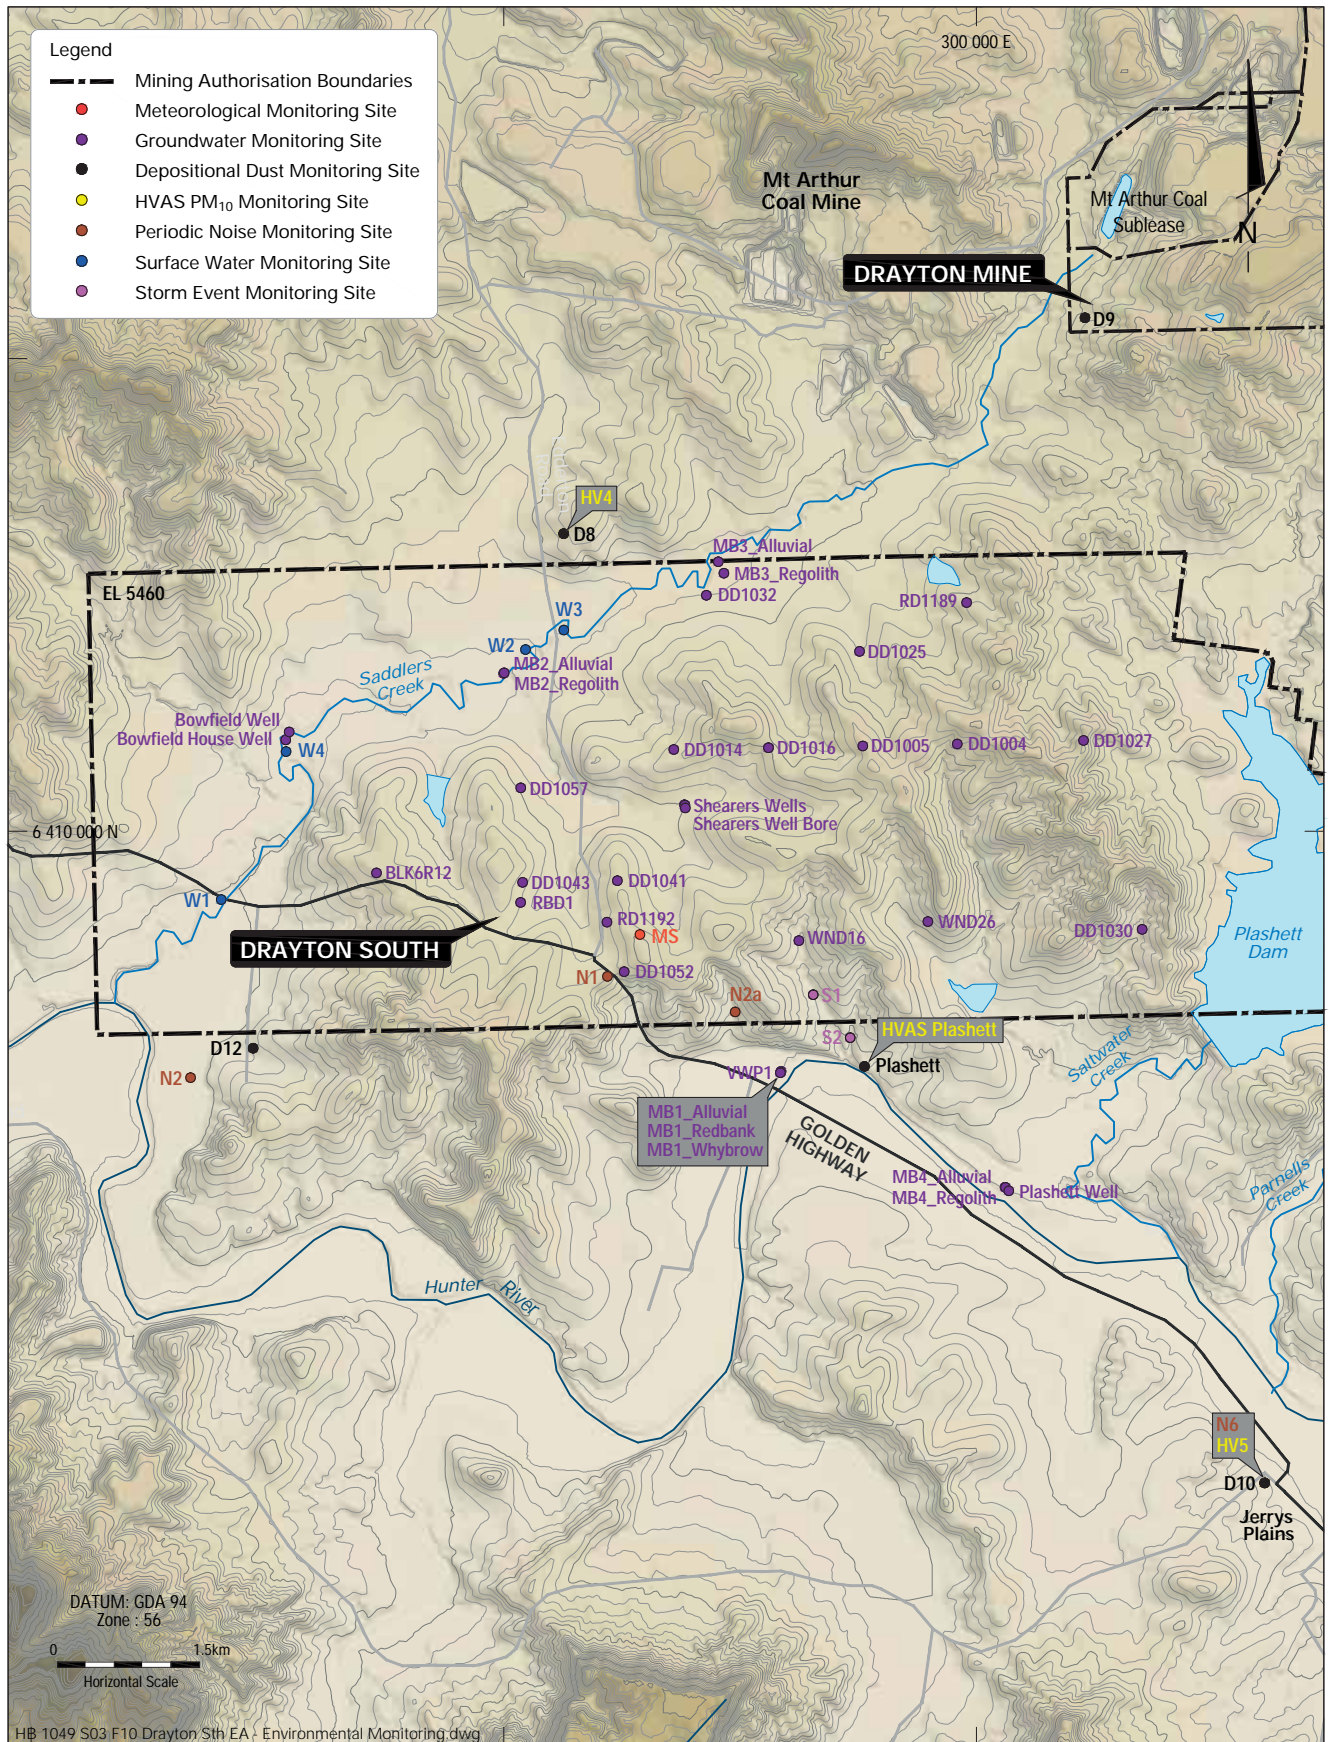 Legend
Mining Authorisation Boundaries
Meteorological Monitoring Site
Groundwater Monitoring Site
Depositional Dust Monitoring Site
HVAS PM₁₀ Monitoring Site
Periodic Noise Monitoring Site
Surface Water Monitoring Site
Storm Event Monitoring Site
300 000 E
Mt Arthur
Coal Mine
Mt Arthur Coal
Sublease
N
DRAYTON MINE
D9
HV4
D8
MB3_Alluvial
MB3_Regolith
DD1032
EL 5460
RD1189
W3
W2
DD1025
MB2_Alluvial
MB2_Regolith
Saddlers
Creek
Bowfield Well
Bowfield House Well
W4
DD1014
DD1016
DD1005
DD1004
DD1027
DD1057
Shearers Wells
Shearers Well Bore
6 410 000 N
BLK6R12
DD1043
DD1041
RBD1
W1
RD1192
MS
WND16
WND26
DD1030
Plashett
Dam
DRAYTON SOUTH
N1
DD1052
N2a
S1
S2
HVAS Plashett
D12
N2
VWP1
Plashett
Saltwater
Creek
MB1_Alluvial
MB1_Redbank
MB1_Whybrow
GOLDEN
HIGHWAY
MB4_Alluvial
MB4_Regolith
Plashett Well
Parnells
Creek
Hunter River
N6
HV5
D10
Jerrys
Plains
DATUM: GDA 94
Zone : 56
0 1.5km
Horizontal Scale
HB 1049 S03 F10 Drayton Sth EA - Environmental Monitoring.dwg